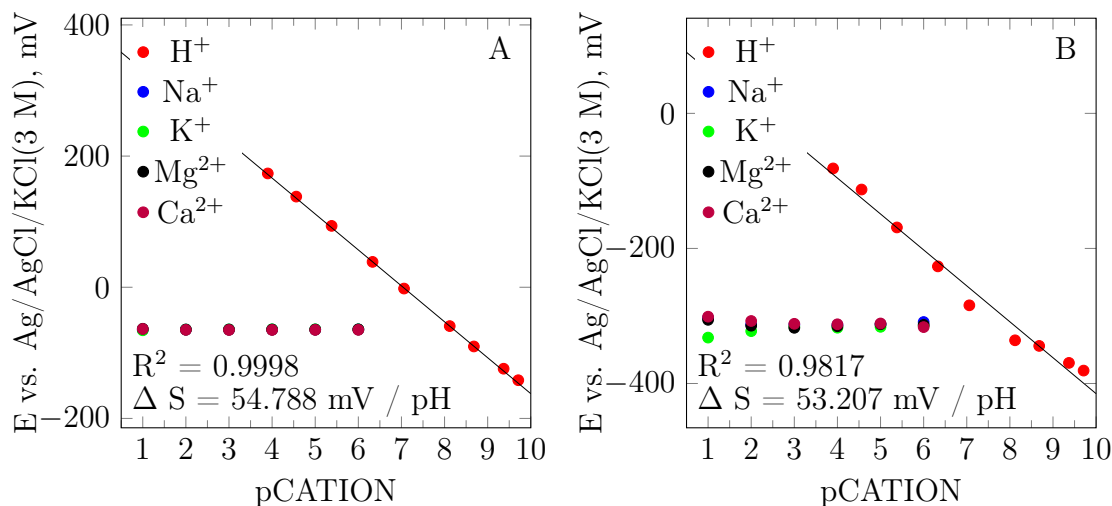 E vs. Ag/AgCl/KCl(3 M), mV
400
200
0
−200
A
H⁺
Na⁺
K⁺
Mg²⁺
Ca²⁺
R² = 0.9998
Δ S = 54.788 mV / pH
1 2 3 4 5 6 7 8 9 10
pCATION
E vs. Ag/AgCl/KCl(3 M), mV
0
−200
−400
B
H⁺
Na⁺
K⁺
Mg²⁺
Ca²⁺
R² = 0.9817
Δ S = 53.207 mV / pH
1 2 3 4 5 6 7 8 9 10
pCATION